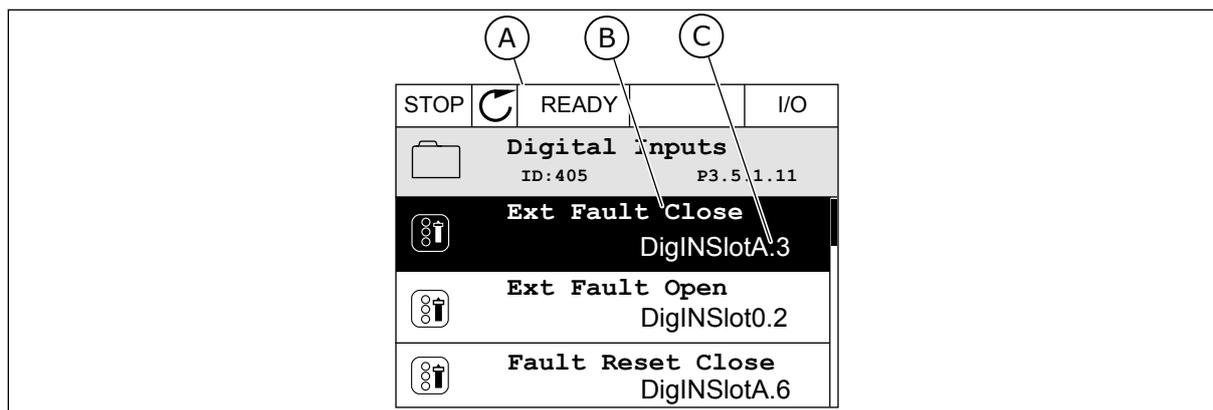 A B C
STOP READY I/O
Digital Inputs
ID:405 P3.5.1.11
Ext Fault Close
DigINSlotA.3
Ext Fault Open
DigINSlot0.2
Fault Reset Close
DigINSlotA.6